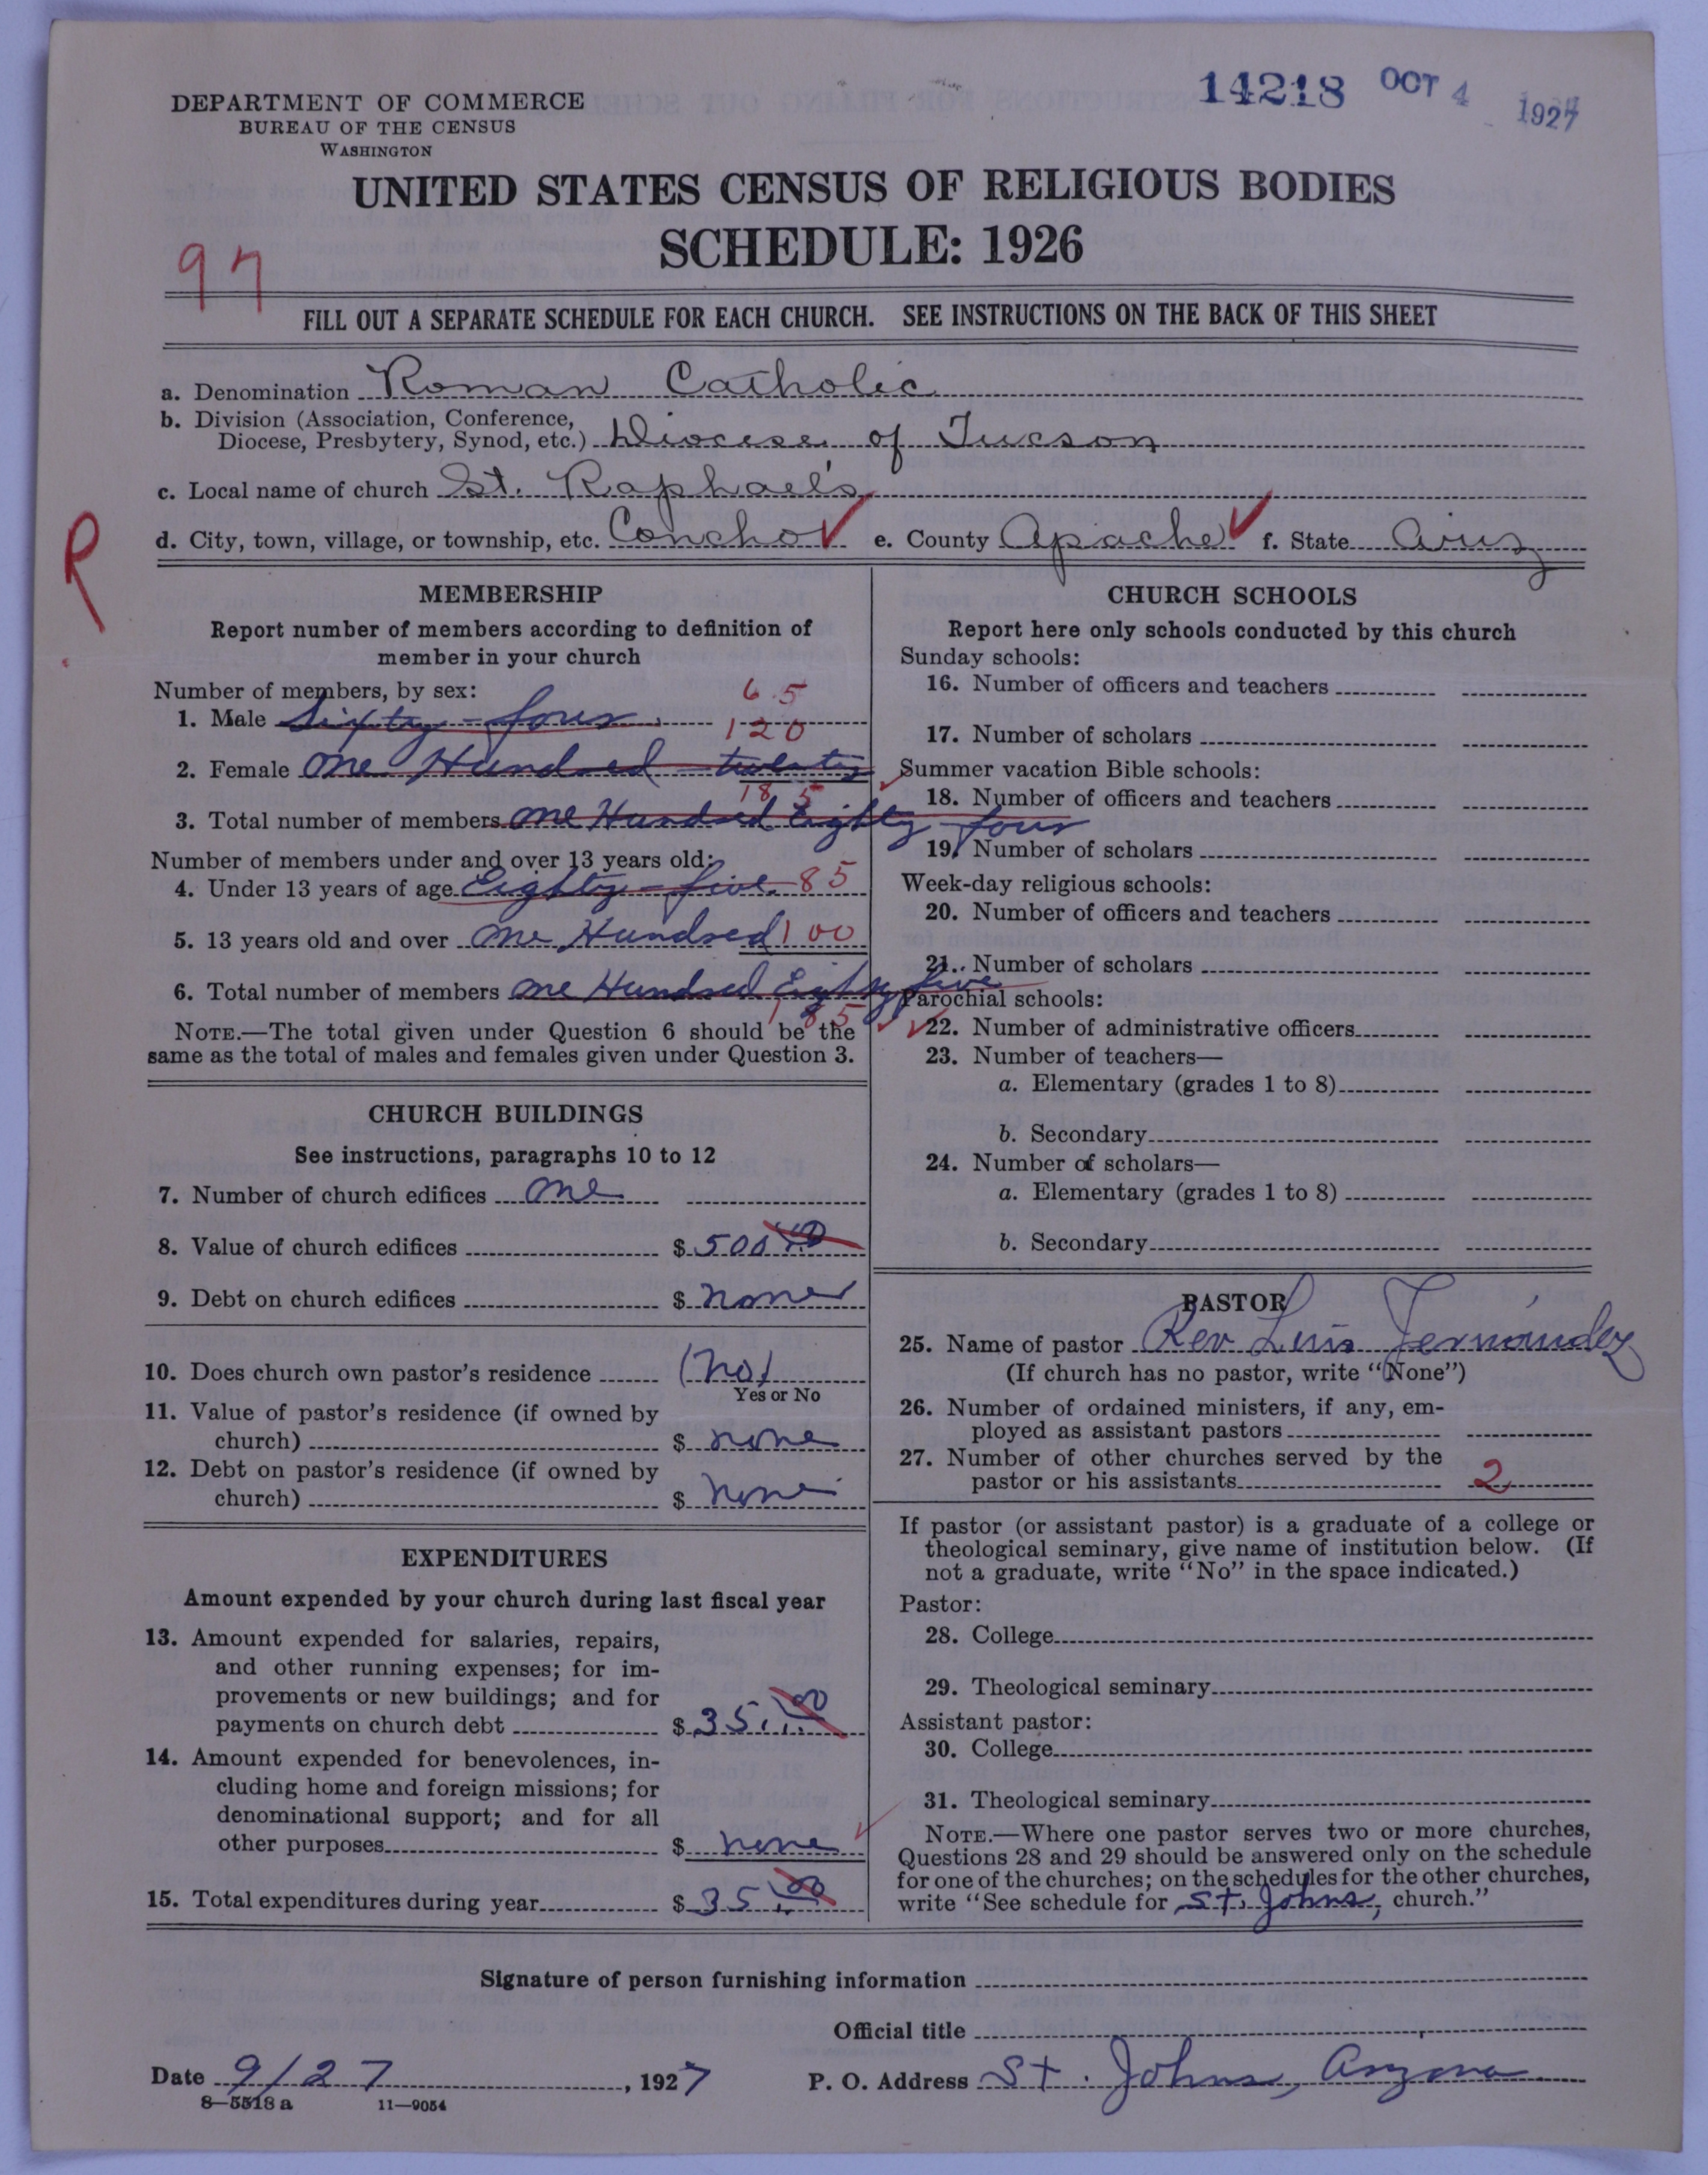 14218 OCT 4 1927
DEPARTMENT OF COMMERCE
BUREAU OF THE CENSUS
WASHINGTON
UNITED STATES CENSUS OF RELIGIOUS BODIES
SCHEDULE: 1926
97
FILL OUT A SEPARATE SCHEDULE FOR EACH CHURCH. SEE INSTRUCTIONS ON THE BACK OF THIS SHEET
a. Denomination Roman Catholic
b. Division (Association, Conference,
Diocese, Presbytery, Synod, etc.) Diocese of Tucson
c. Local name of church St. Raphael's
R
d. City, town, village, or township, etc. Concho e. County Apache f. State Ariz
MEMBERSHIP
Report number of members according to definition of
member in your church
Number of members, by sex:
65
1. Male Sixty-four 120
2. Female One Hundred twenty
185
3. Total number of members One Hundred Eighty-four
Number of members under and over 13 years old:
4. Under 13 years of age Eighty-five 85
5. 13 years old and over One Hundred 100
6. Total number of members One Hundred Eighty five
185
NOTE.—The total given under Question 6 should be the
same as the total of males and females given under Question 3.
CHURCH BUILDINGS
See instructions, paragraphs 10 to 12
7. Number of church edifices One
8. Value of church edifices $ 500.00
9. Debt on church edifices $ none
10. Does church own pastor's residence (No)
Yes or No
11. Value of pastor's residence (if owned by
church) $ none
12. Debt on pastor's residence (if owned by
church) $ none
EXPENDITURES
Amount expended by your church during last fiscal year
13. Amount expended for salaries, repairs,
and other running expenses; for im-
provements or new buildings; and for
payments on church debt $ 35.00
14. Amount expended for benevolences, in-
cluding home and foreign missions; for
denominational support; and for all
other purposes $ none
15. Total expenditures during year $ 35.00
CHURCH SCHOOLS
Report here only schools conducted by this church
Sunday schools:
16. Number of officers and teachers
17. Number of scholars
Summer vacation Bible schools:
18. Number of officers and teachers
19. Number of scholars
Week-day religious schools:
20. Number of officers and teachers
21. Number of scholars
Parochial schools:
22. Number of administrative officers
23. Number of teachers—
a. Elementary (grades 1 to 8)
b. Secondary
24. Number of scholars—
a. Elementary (grades 1 to 8)
b. Secondary
PASTOR
25. Name of pastor Rev Luis Fernández
(If church has no pastor, write "None")
26. Number of ordained ministers, if any, em-
ployed as assistant pastors
27. Number of other churches served by the
pastor or his assistants 2
If pastor (or assistant pastor) is a graduate of a college or
theological seminary, give name of institution below. (If
not a graduate, write "No" in the space indicated.)
Pastor:
28. College
29. Theological seminary
Assistant pastor:
30. College
31. Theological seminary
NOTE.—Where one pastor serves two or more churches,
Questions 28 and 29 should be answered only on the schedule
for one of the churches; on the schedules for the other churches,
write "See schedule for St. Johns, church."
Signature of person furnishing information
Official title
Date 9/27, 1927 P. O. Address St. Johns, Arizona
8—5518 a 11—9054